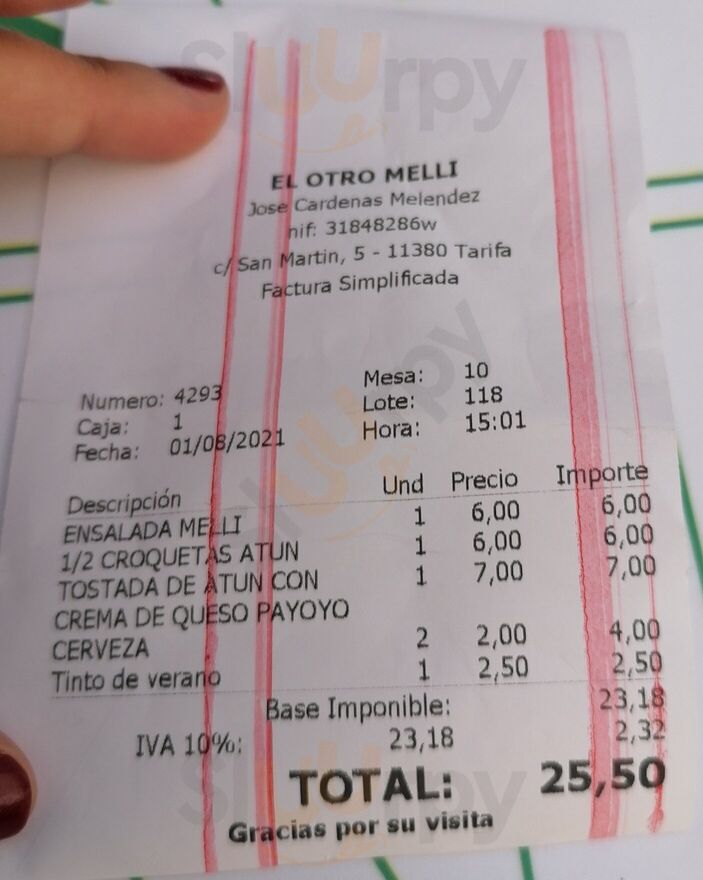 Sluurpy
EL OTRO MELLI
Jose Cardenas Melendez
nif: 31848286w
c/ San Martin, 5 - 11380 Tarifa
Factura Simplificada
Numero: 4293 Mesa: 10
Caja: 1 Lote: 118
Fecha: 01/08/2021 Hora: 15:01
Descripción Und Precio Importe
ENSALADA MELLI 1 6,00 6,00
1/2 CROQUETAS ATUN 1 6,00 6,00
TOSTADA DE ATUN CON 1 7,00 7,00
CREMA DE QUESO PAYOYO
CERVEZA 2 2,00 4,00
Tinto de verano 1 2,50 2,50
Base Imponible: 23,18
IVA 10%: 23,18 2,32
TOTAL: 25,50
Gracias por su visita